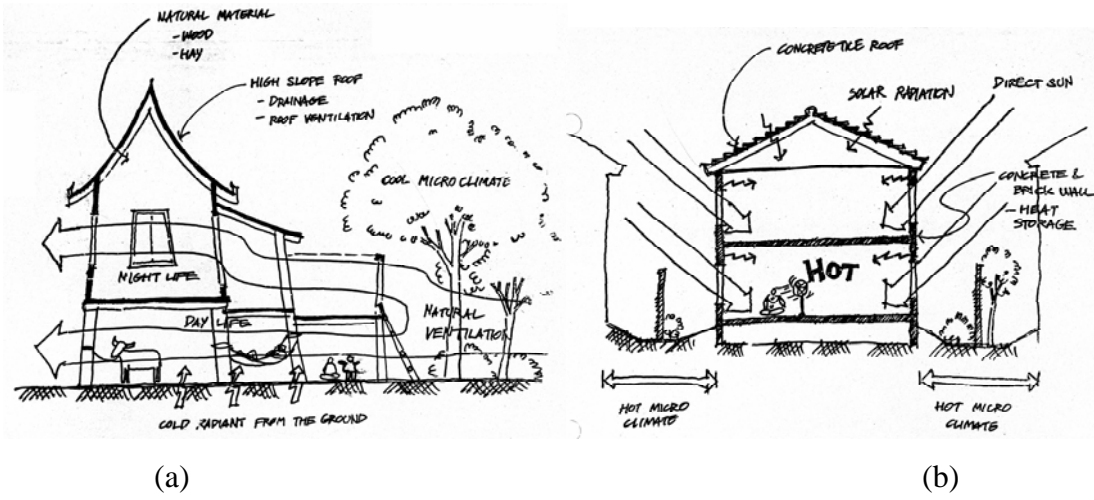 NATURAL MATERIAL
- WOOD
- HAY
HIGH SLOPE ROOF
- DRAINAGE
- ROOF VENTILATION
COOL MICRO CLIMATE
NIGHT LIFE
DAY LIFE
NATURAL
VENTILATION
COLD RADIANT FROM THE GROUND
(a)
CONCRETE TILE ROOF
SOLAR RADIATION
DIRECT SUN
CONCRETE &
BRICK WALL
- HEAT
STORAGE
HOT
HOT MICRO
CLIMATE
HOT MICRO
CLIMATE
(b)